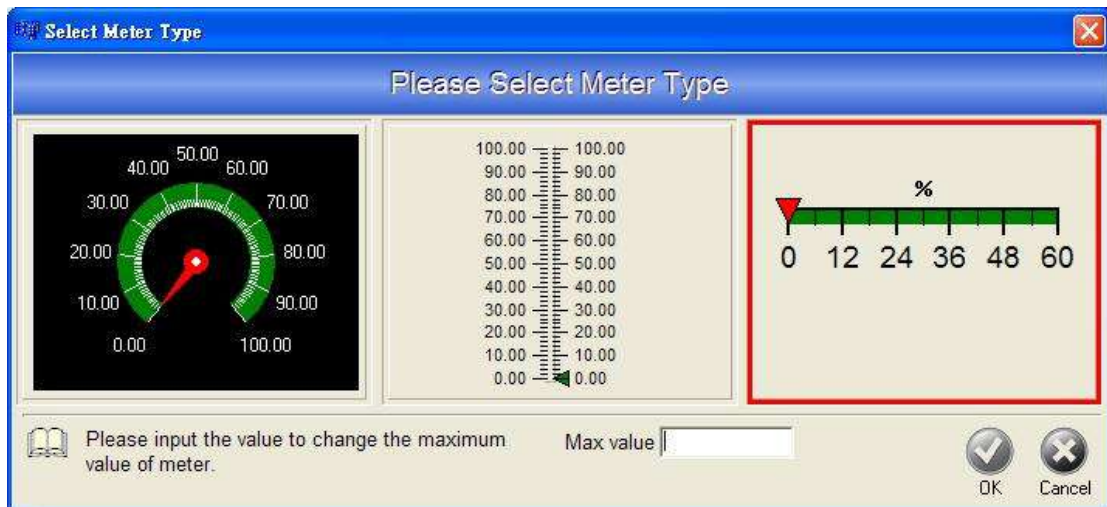 Select Meter Type
Please Select Meter Type
50.00
40.00 60.00
30.00 70.00
20.00 80.00
10.00 90.00
0.00 100.00
100.00 100.00
90.00 90.00
80.00 80.00
70.00 70.00
60.00 60.00
50.00 50.00
40.00 40.00
30.00 30.00
20.00 20.00
10.00 10.00
0.00 0.00
%
0 12 24 36 48 60
Please input the value to change the maximum
value of meter.
Max value
OK Cancel